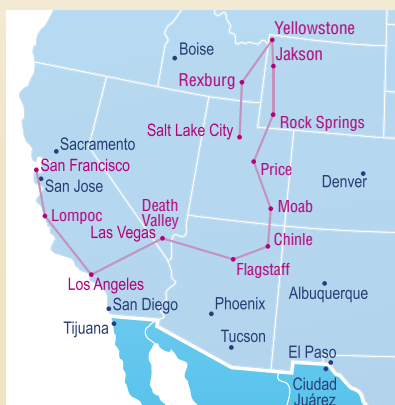 Yellowstone
Boise
Jakson
Rexburg
Rock Springs
Salt Lake City
Sacramento
San Francisco
Price
San Jose
Denver
Death
Valley
Moab
Lompoc
Las Vegas
Chinle
Flagstaff
Los Angeles
Albuquerque
San Diego
Phoenix
Tijuana
Tucson
El Paso
Ciudad
Juárez